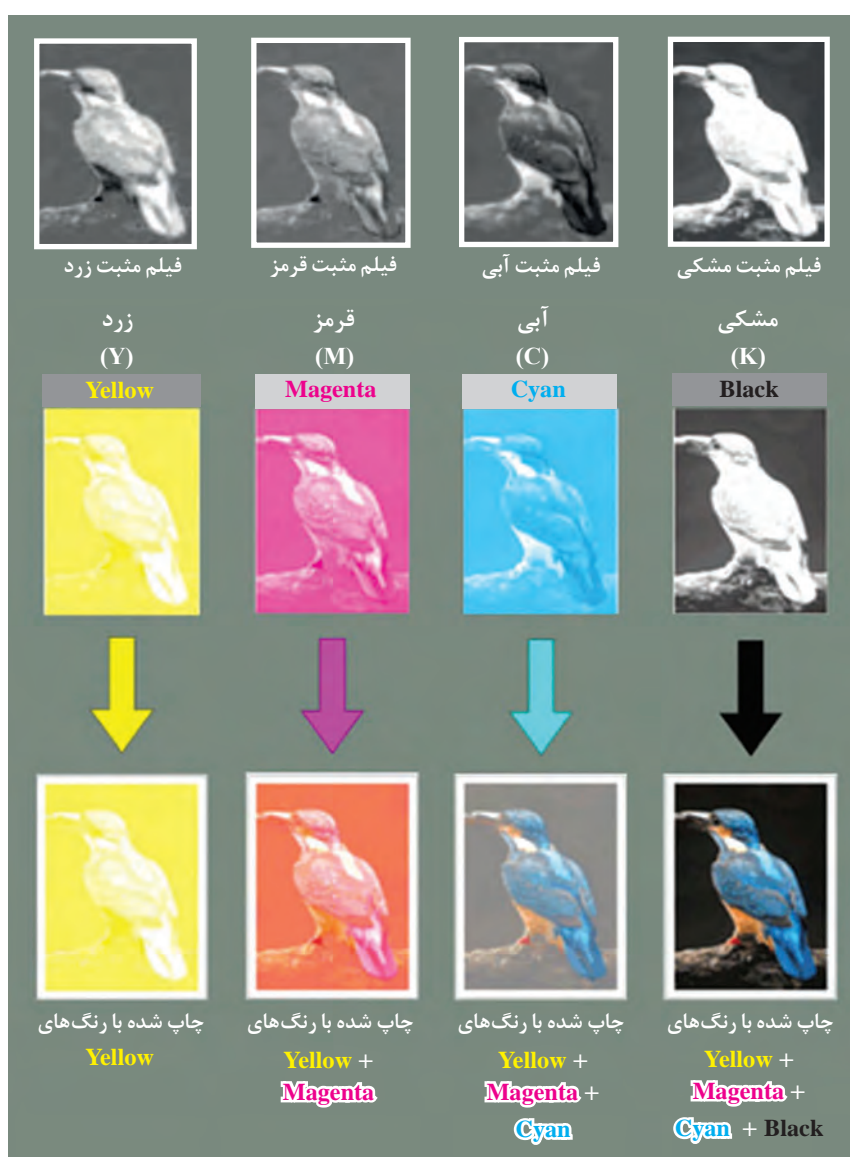 فیلم مثبت زرد
فیلم مثبت قرمز
فیلم مثبت آبی
فیلم مثبت مشکی
زرد
(Y)
Yellow
قرمز
(M)
Magenta
آبی
(C)
Cyan
مشکی
(K)
Black
چاپ شده با رنگ‌های
Yellow
چاپ شده با رنگ‌های
Yellow +
Magenta
چاپ شده با رنگ‌های
Yellow +
Magenta +
Cyan
چاپ شده با رنگ‌های
Yellow +
Magenta +
Cyan + Black